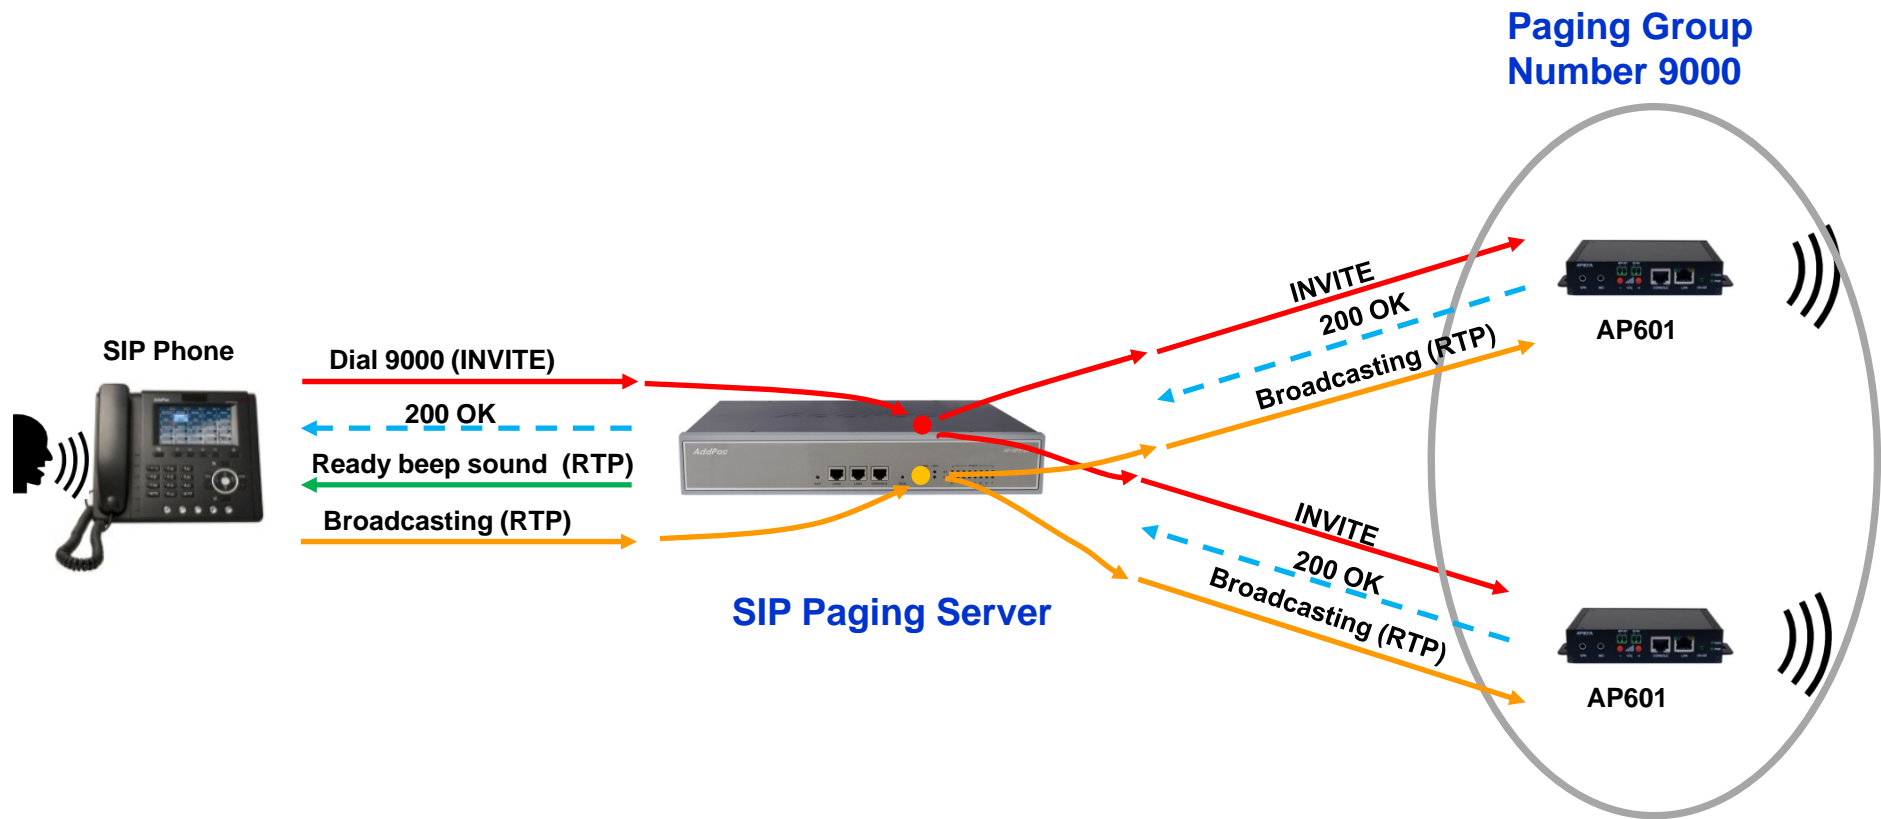 Paging Group
Number 9000
SIP Phone
Dial 9000 (INVITE)
200 OK
Ready beep sound (RTP)
Broadcasting (RTP)
AddPac
SIP Paging Server
INVITE
200 OK
Broadcasting (RTP)
AP601
INVITE
200 OK
Broadcasting (RTP)
AP601